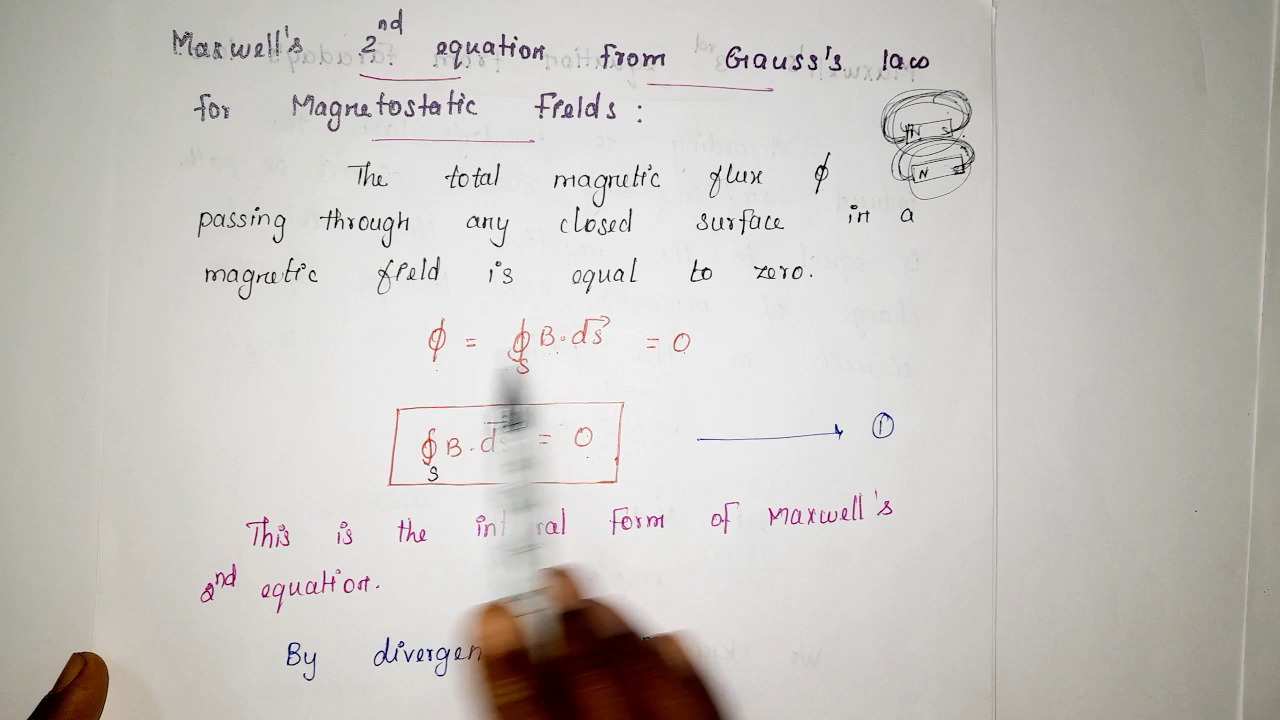 Maxwell's 2nd equation from Gauss's law
for Magnetostatic Fields :
N S
N S
The total magnetic flux ϕ
passing through any closed surface in a
magnetic field is equal to zero.
ϕ = ∮S B·ds⃗ = 0
∮S B·d = 0 → ①
This is the form of Maxwell's
2nd equation.
By